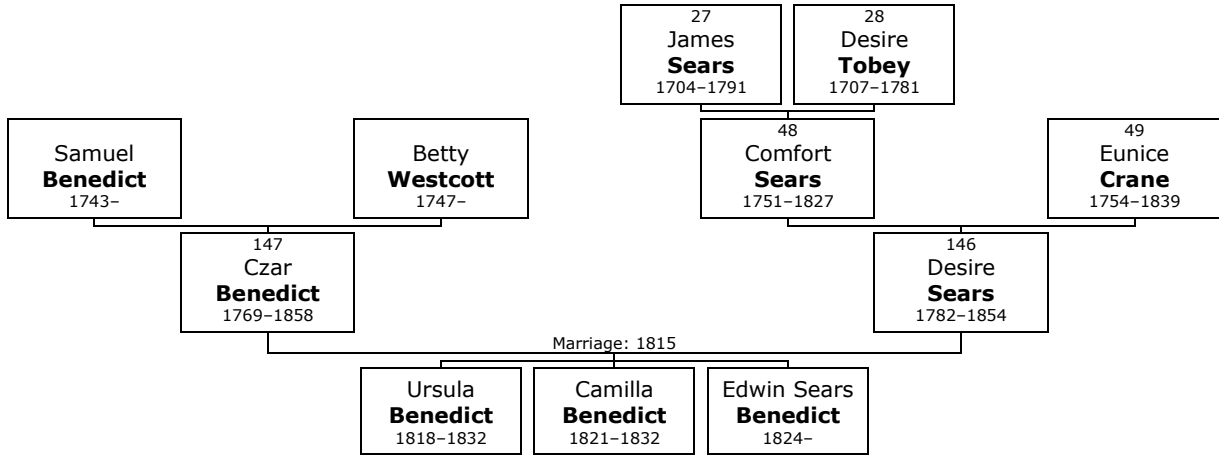 27
James
Sears
1704–1791
28
Desire
Tobey
1707–1781
Samuel
Benedict
1743–
Betty
Westcott
1747–
48
Comfort
Sears
1751–1827
49
Eunice
Crane
1754–1839
147
Czar
Benedict
1769–1858
146
Desire
Sears
1782–1854
Marriage: 1815
Ursula
Benedict
1818–1832
Camilla
Benedict
1821–1832
Edwin Sears
Benedict
1824–